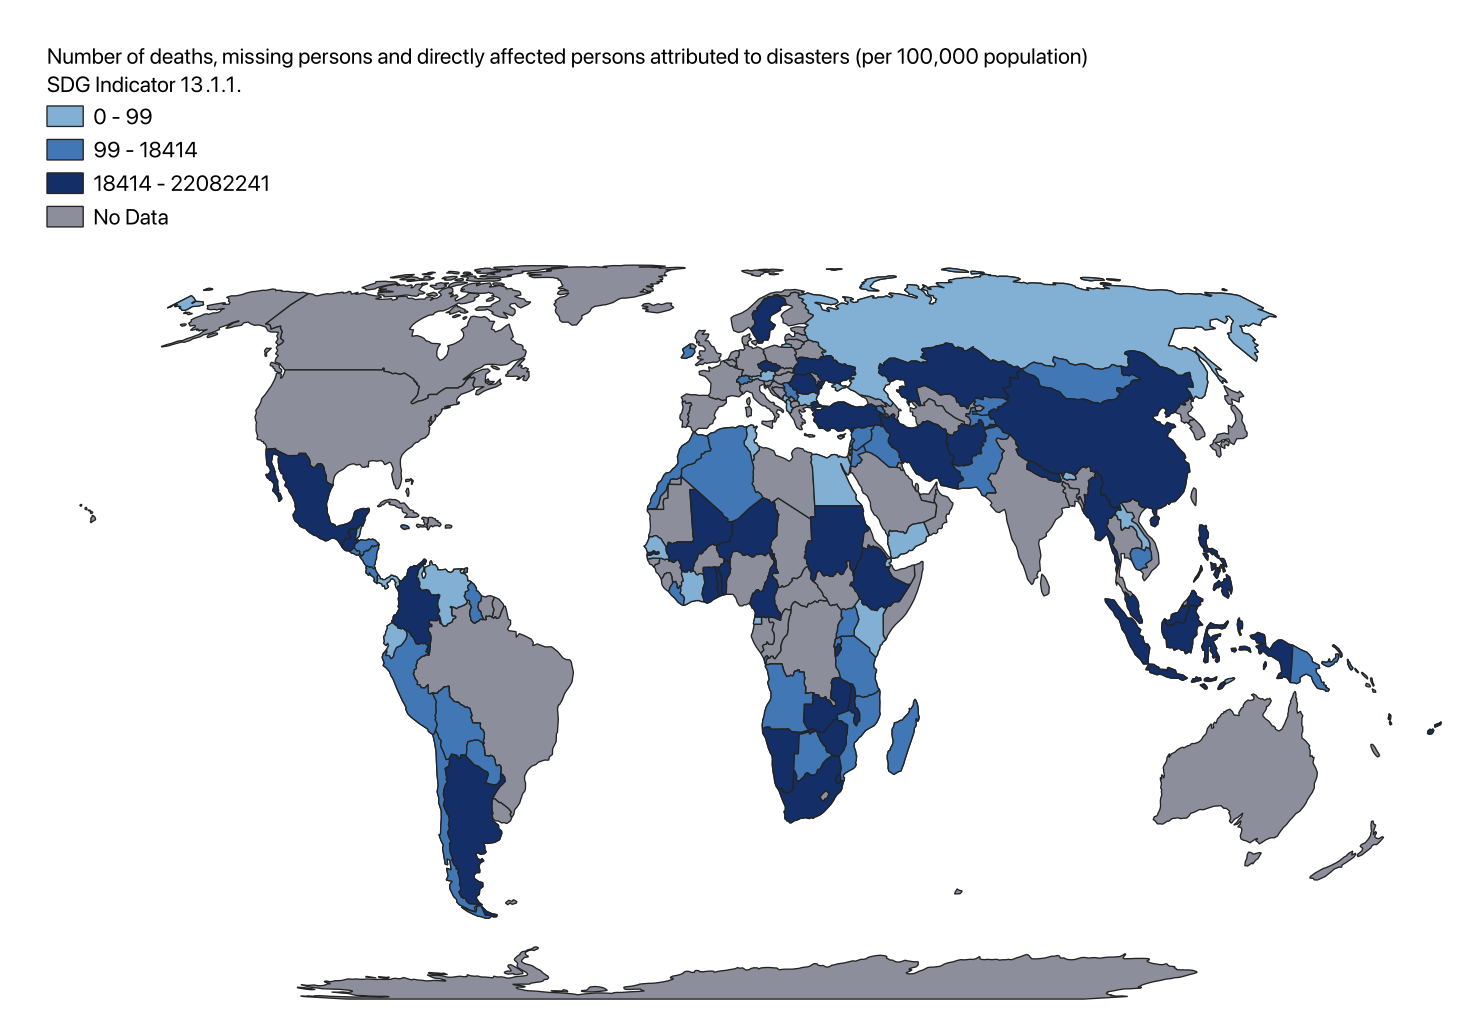 Number of deaths, missing persons and directly affected persons attributed to disasters (per 100,000 population)
SDG Indicator 13.1.1.
0 - 99
99 - 18414
18414 - 22082241
No Data